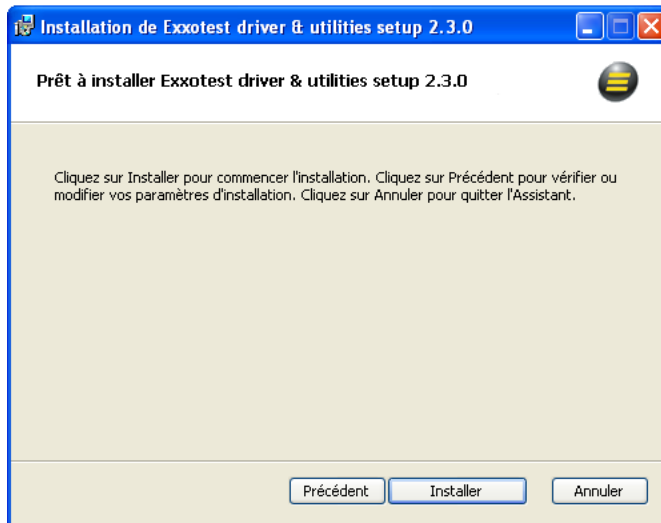 Installation de Exxotest driver & utilities setup 2.3.0
Prêt à installer Exxotest driver & utilities setup 2.3.0
Cliquez sur Installer pour commencer l'installation. Cliquez sur Précédent pour vérifier ou
modifier vos paramètres d'installation. Cliquez sur Annuler pour quitter l'Assistant.
Précédent
Installer
Annuler